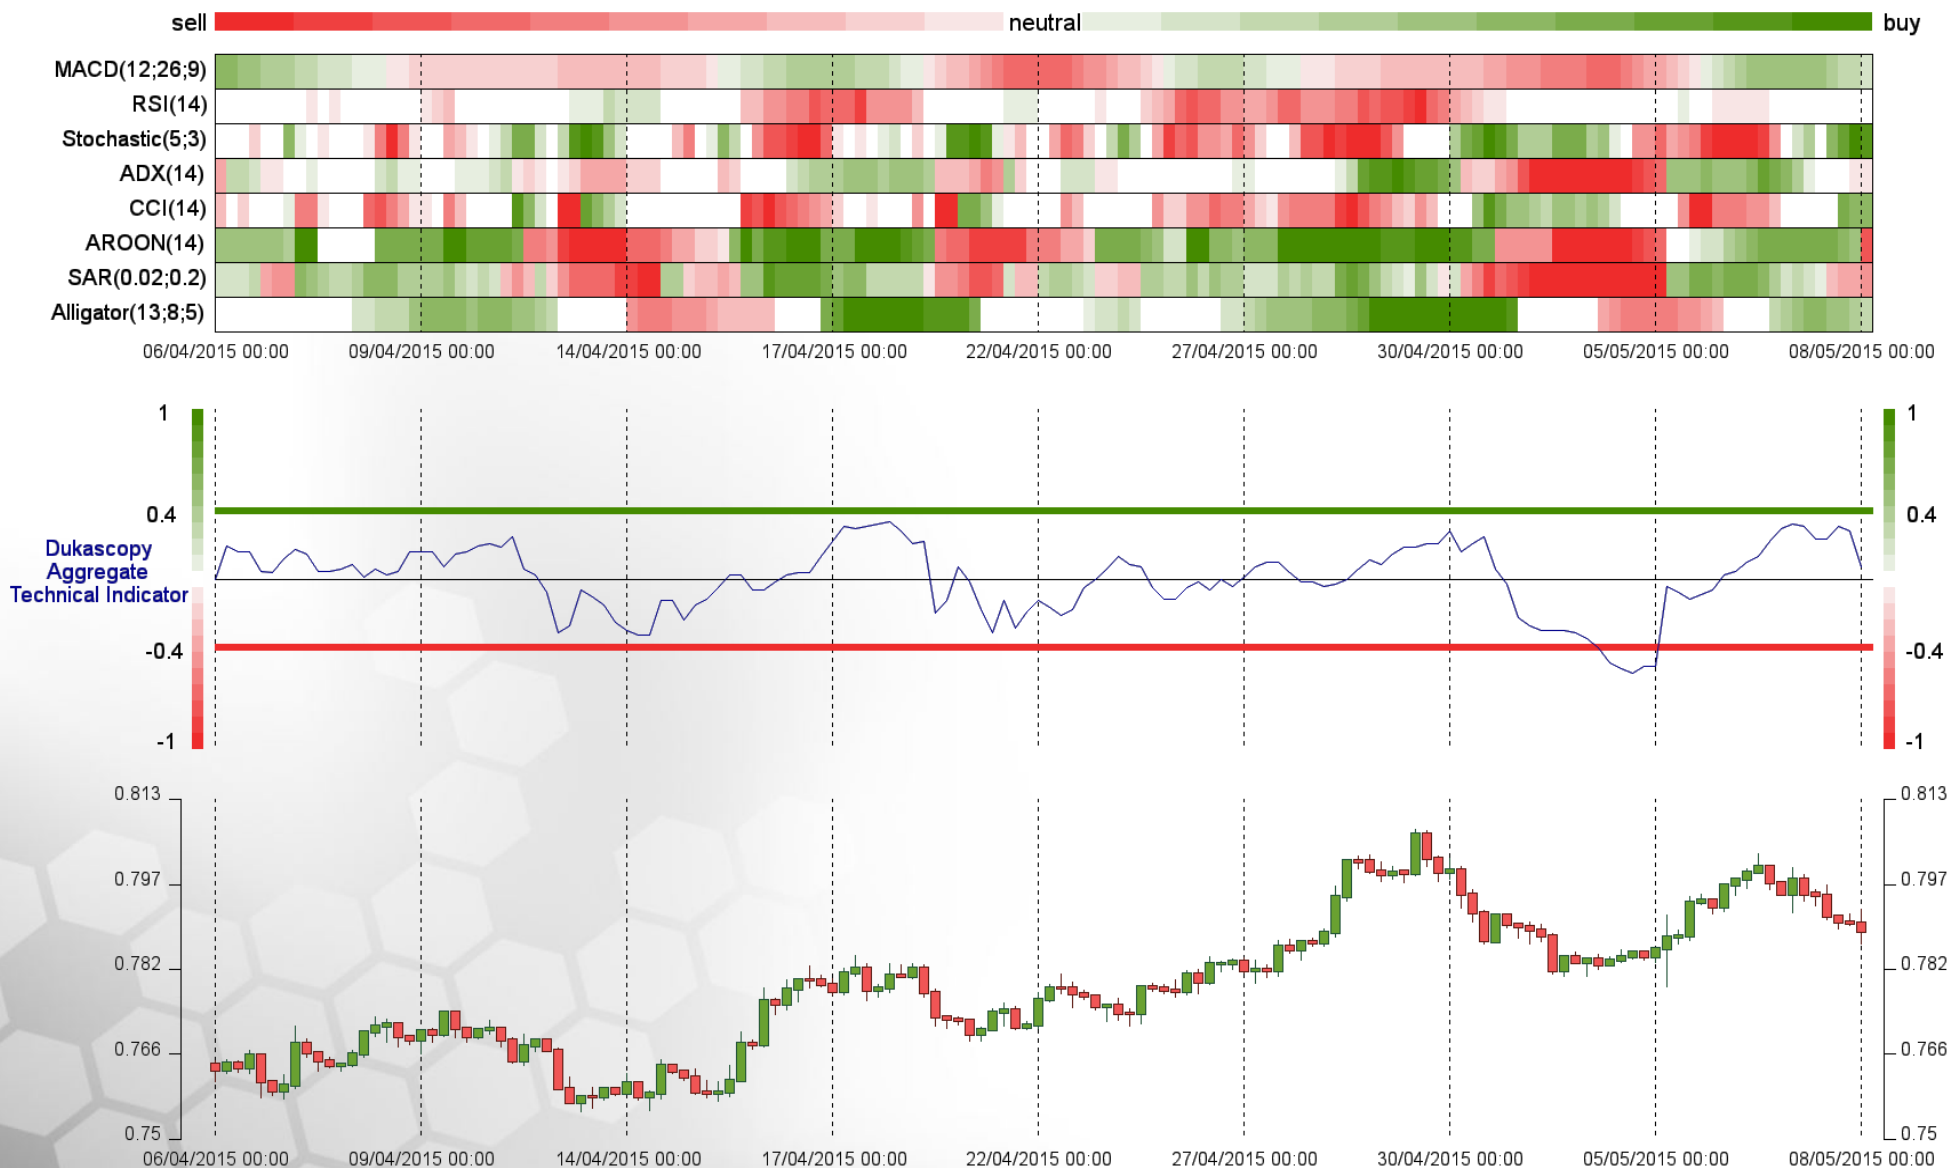 sell neutral buy
MACD(12;26;9)
RSI(14)
Stochastic(5;3)
ADX(14)
CCI(14)
AROON(14)
SAR(0.02;0.2)
Alligator(13;8;5)
06/04/2015 00:00 09/04/2015 00:00 14/04/2015 00:00 17/04/2015 00:00 22/04/2015 00:00 27/04/2015 00:00 30/04/2015 00:00 05/05/2015 00:00 08/05/2015 00:00
1 1
0.4 0.4
Dukascopy
Aggregate
Technical Indicator
-0.4 -0.4
-1 -1
0.813 0.813
0.797 0.797
0.782 0.782
0.766 0.766
0.75 0.75
06/04/2015 00:00 09/04/2015 00:00 14/04/2015 00:00 17/04/2015 00:00 22/04/2015 00:00 27/04/2015 00:00 30/04/2015 00:00 05/05/2015 00:00 08/05/2015 00:00